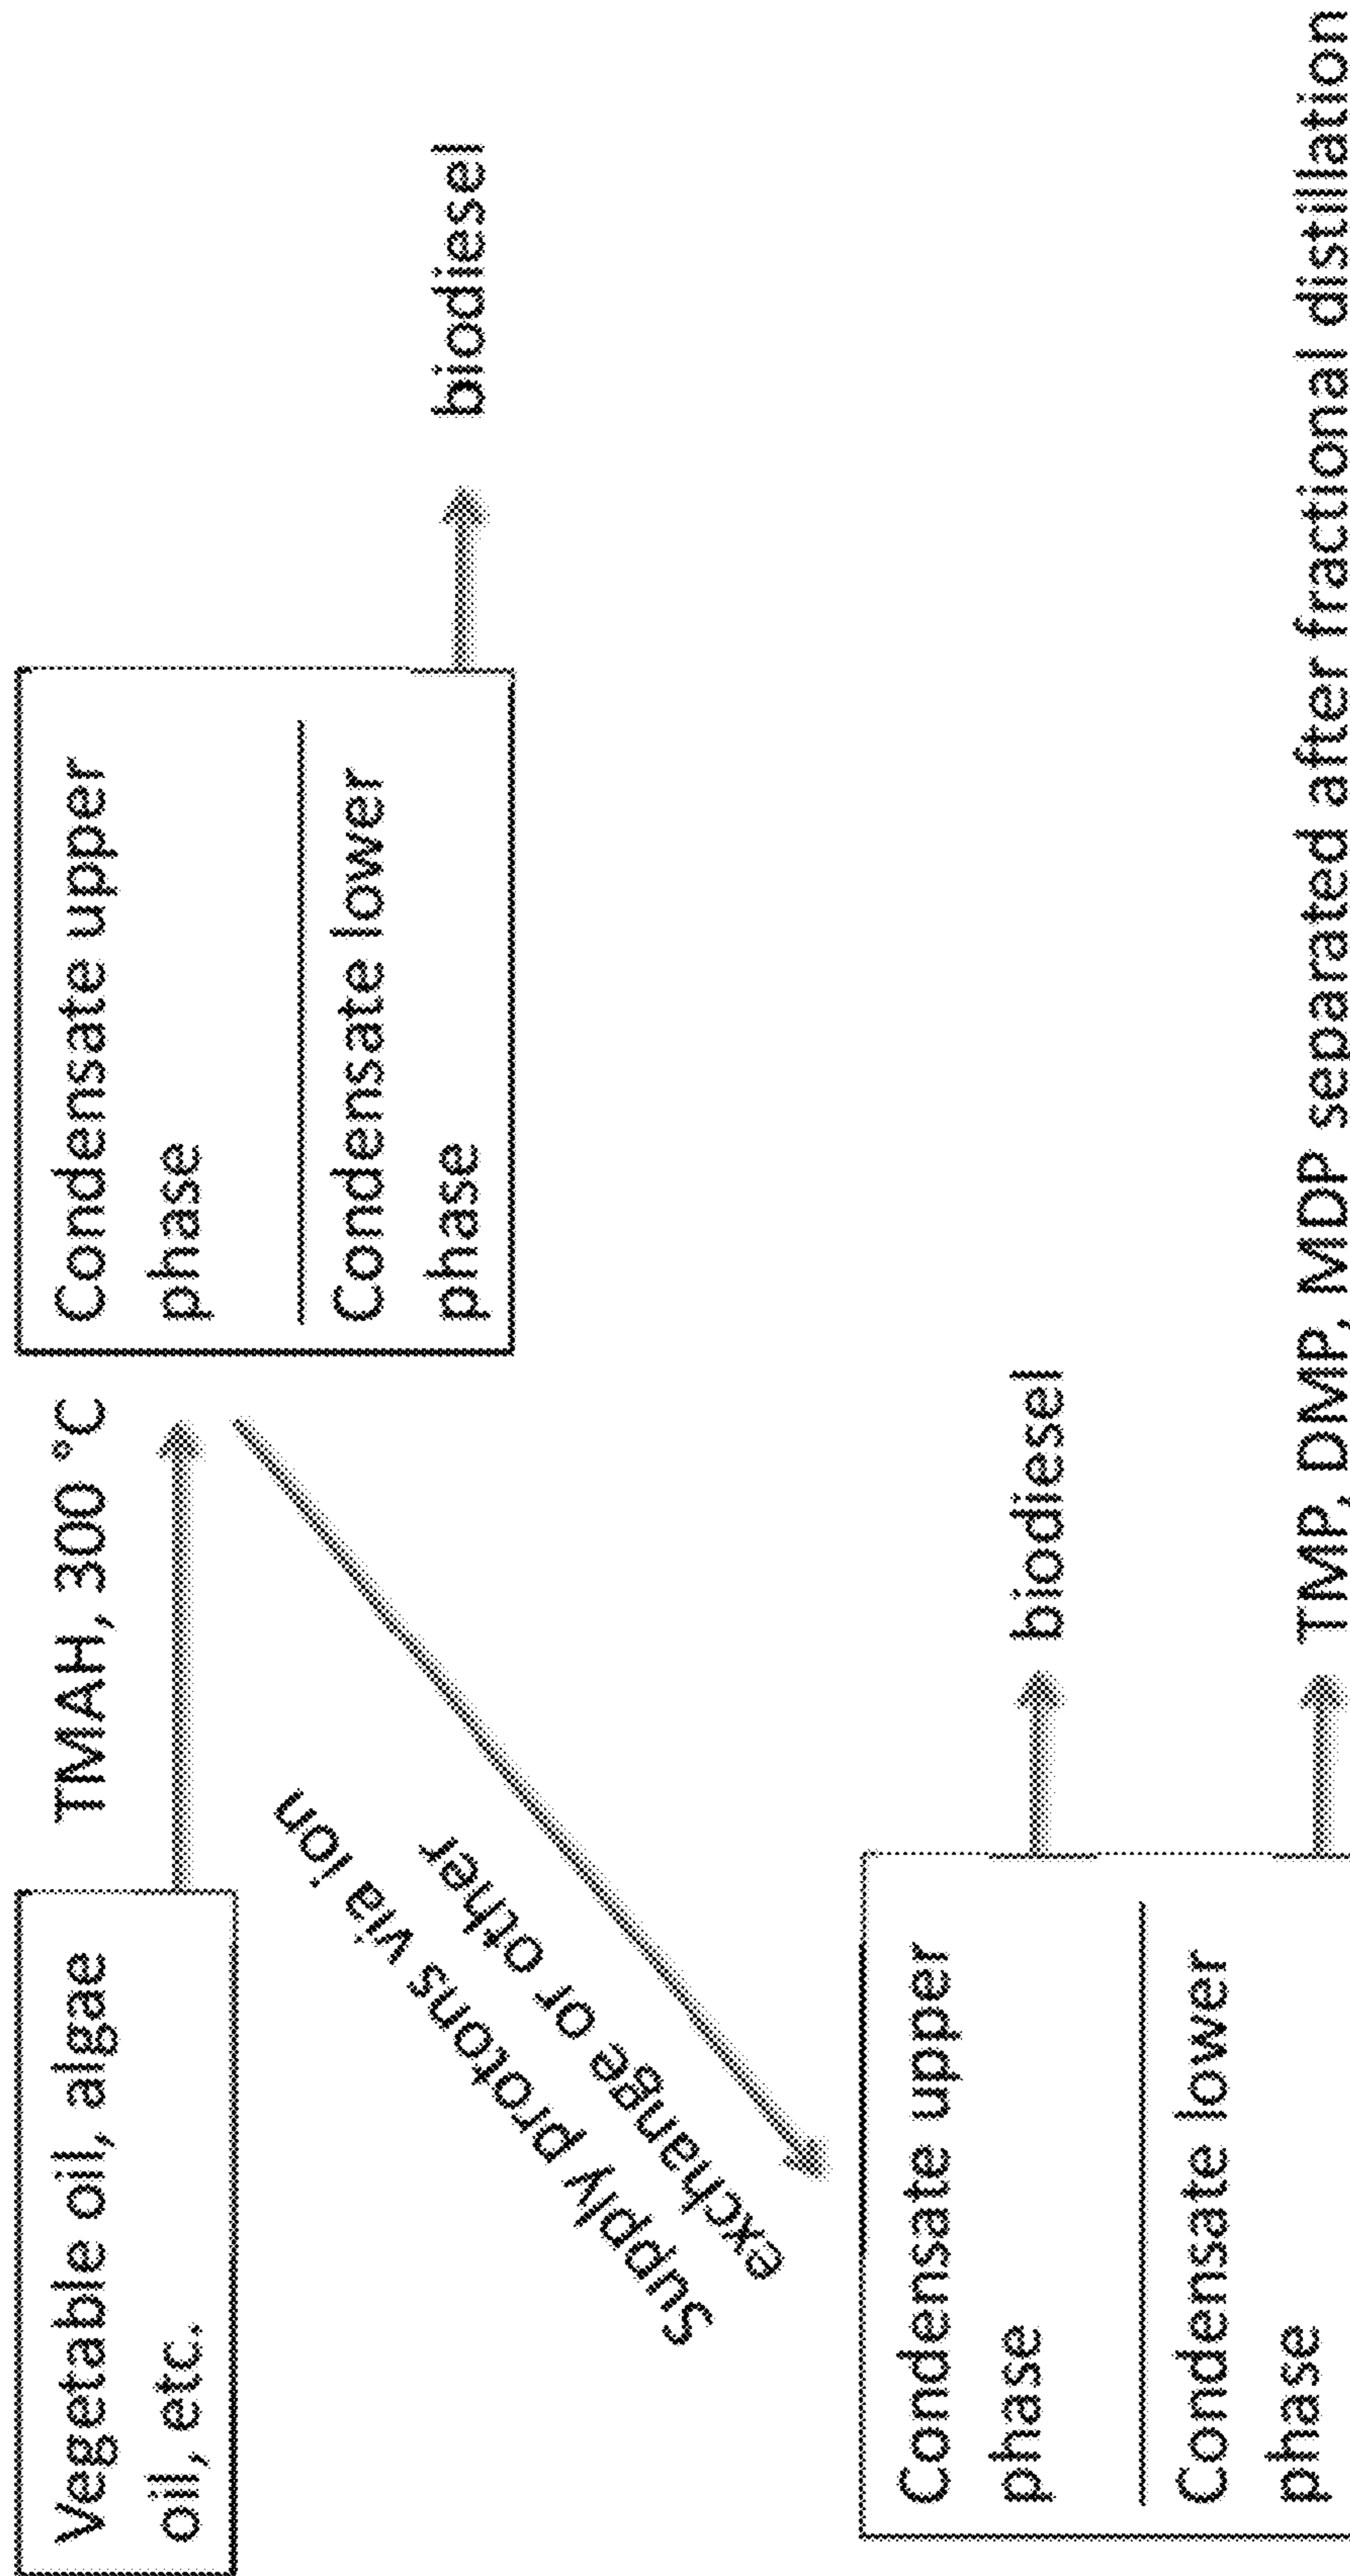 Vegetable oil, algae
oil, etc.
TMAH, 300 °C
Condensate upper
phase
Condensate lower
phase
biodiesel
Supply protons via ion
exchange or other
Condensate upper
phase
Condensate lower
phase
biodiesel
TMP, DMP, MDP separated after fractional distillation